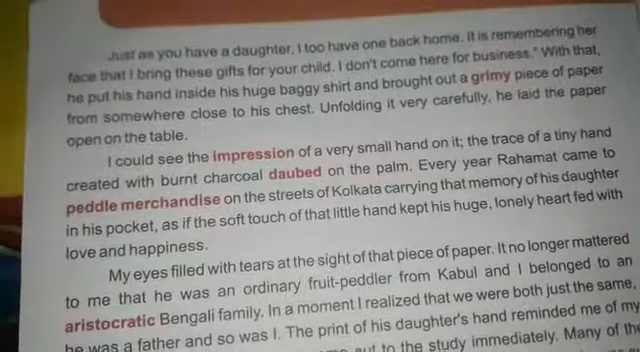 Just as you have a daughter, I too have one back home. It is remembering her
face that I bring these gifts for your child. I don't come here for business." With that,
he put his hand inside his huge baggy shirt and brought out a grimy piece of paper
from somewhere close to his chest. Unfolding it very carefully, he laid the paper
open on the table.
I could see the impression of a very small hand on it; the trace of a tiny hand
created with burnt charcoal daubed on the palm. Every year Rahamat came to
peddle merchandise on the streets of Kolkata carrying that memory of his daughter
in his pocket, as if the soft touch of that little hand kept his huge, lonely heart fed with
love and happiness.
My eyes filled with tears at the sight of that piece of paper. It no longer mattered
to me that he was an ordinary fruit-peddler from Kabul and I belonged to an
aristocratic Bengali family. In a moment I realized that we were both just the same,
he was a father and so was I. The print of his daughter's hand reminded me of my
out to the study immediately. Many of the